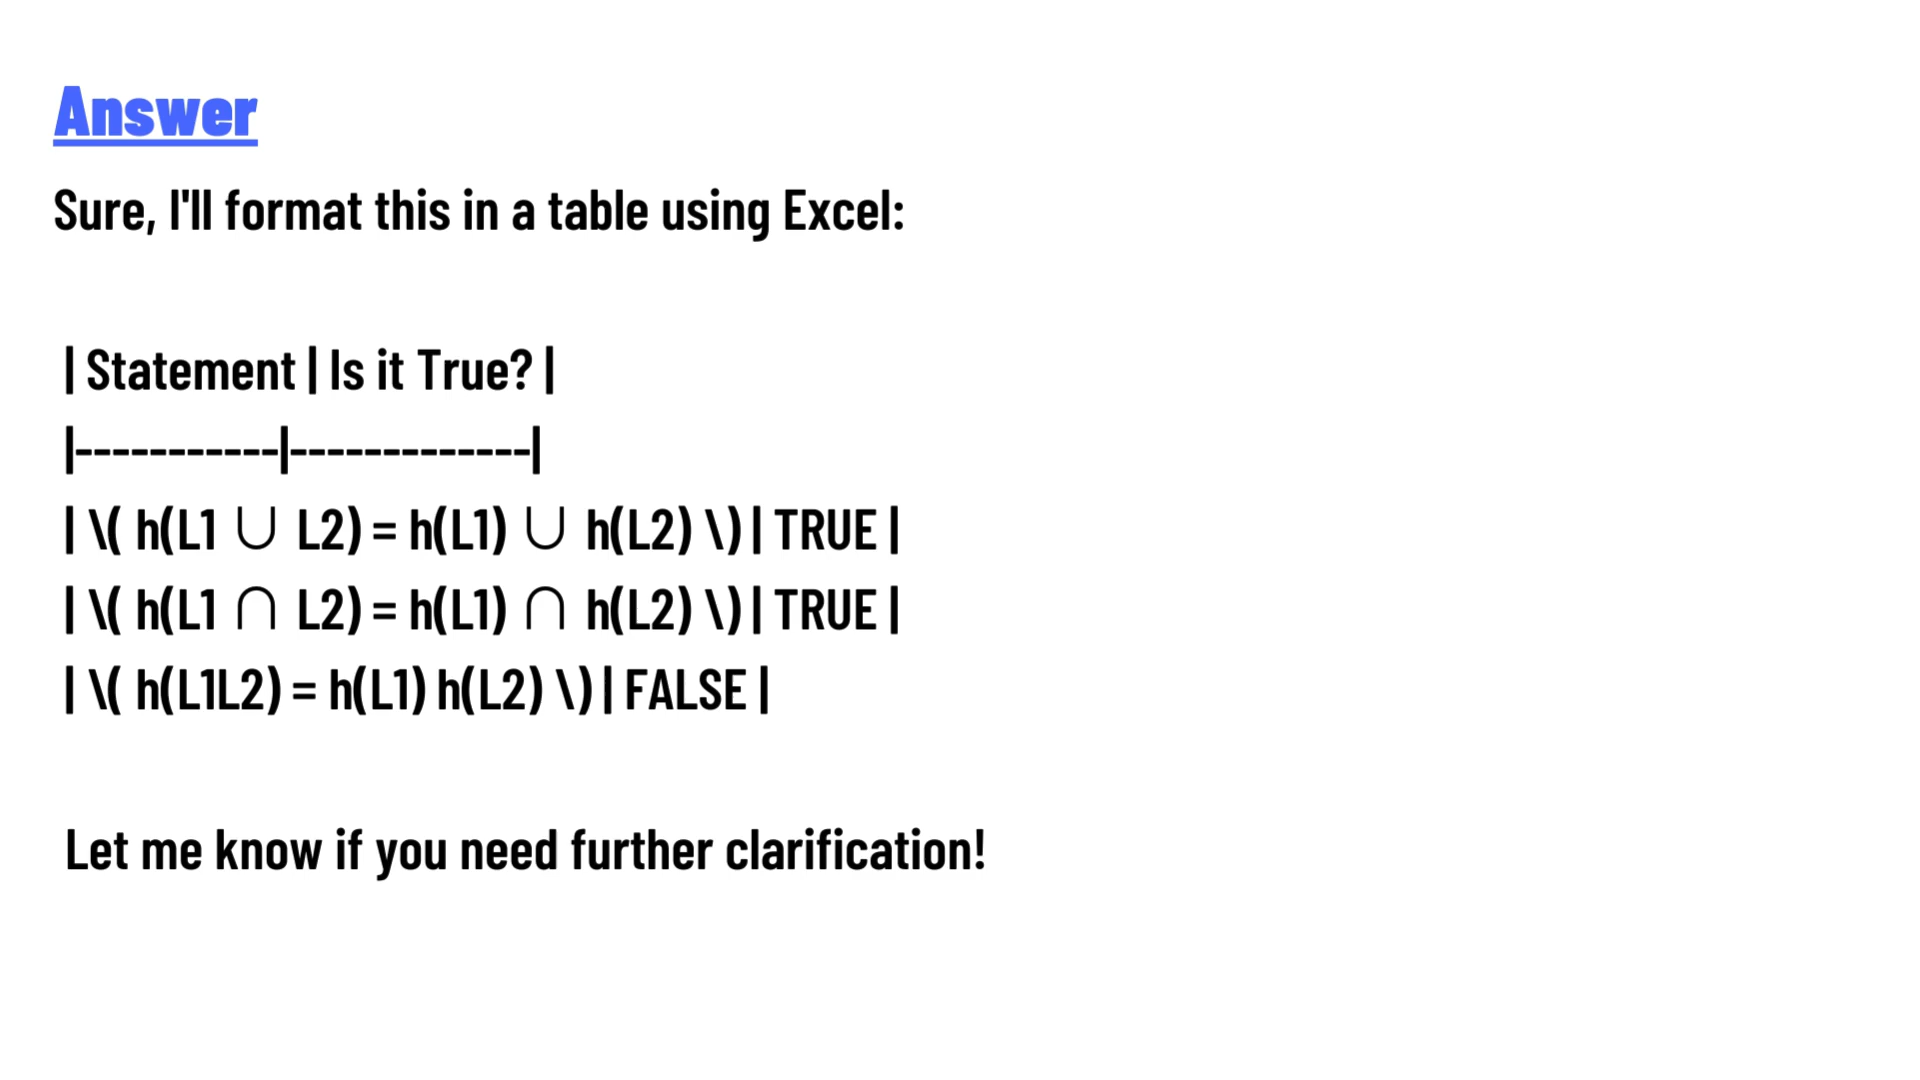 Answer
Sure, I'll format this in a table using Excel:
| Statement | Is it True? |
|-----------|-------------|
| \( h(L1 ∪ L2) = h(L1) ∪ h(L2) \) | TRUE |
| \( h(L1 ∩ L2) = h(L1) ∩ h(L2) \) | TRUE |
| \( h(L1L2) = h(L1) h(L2) \) | FALSE |
Let me know if you need further clarification!